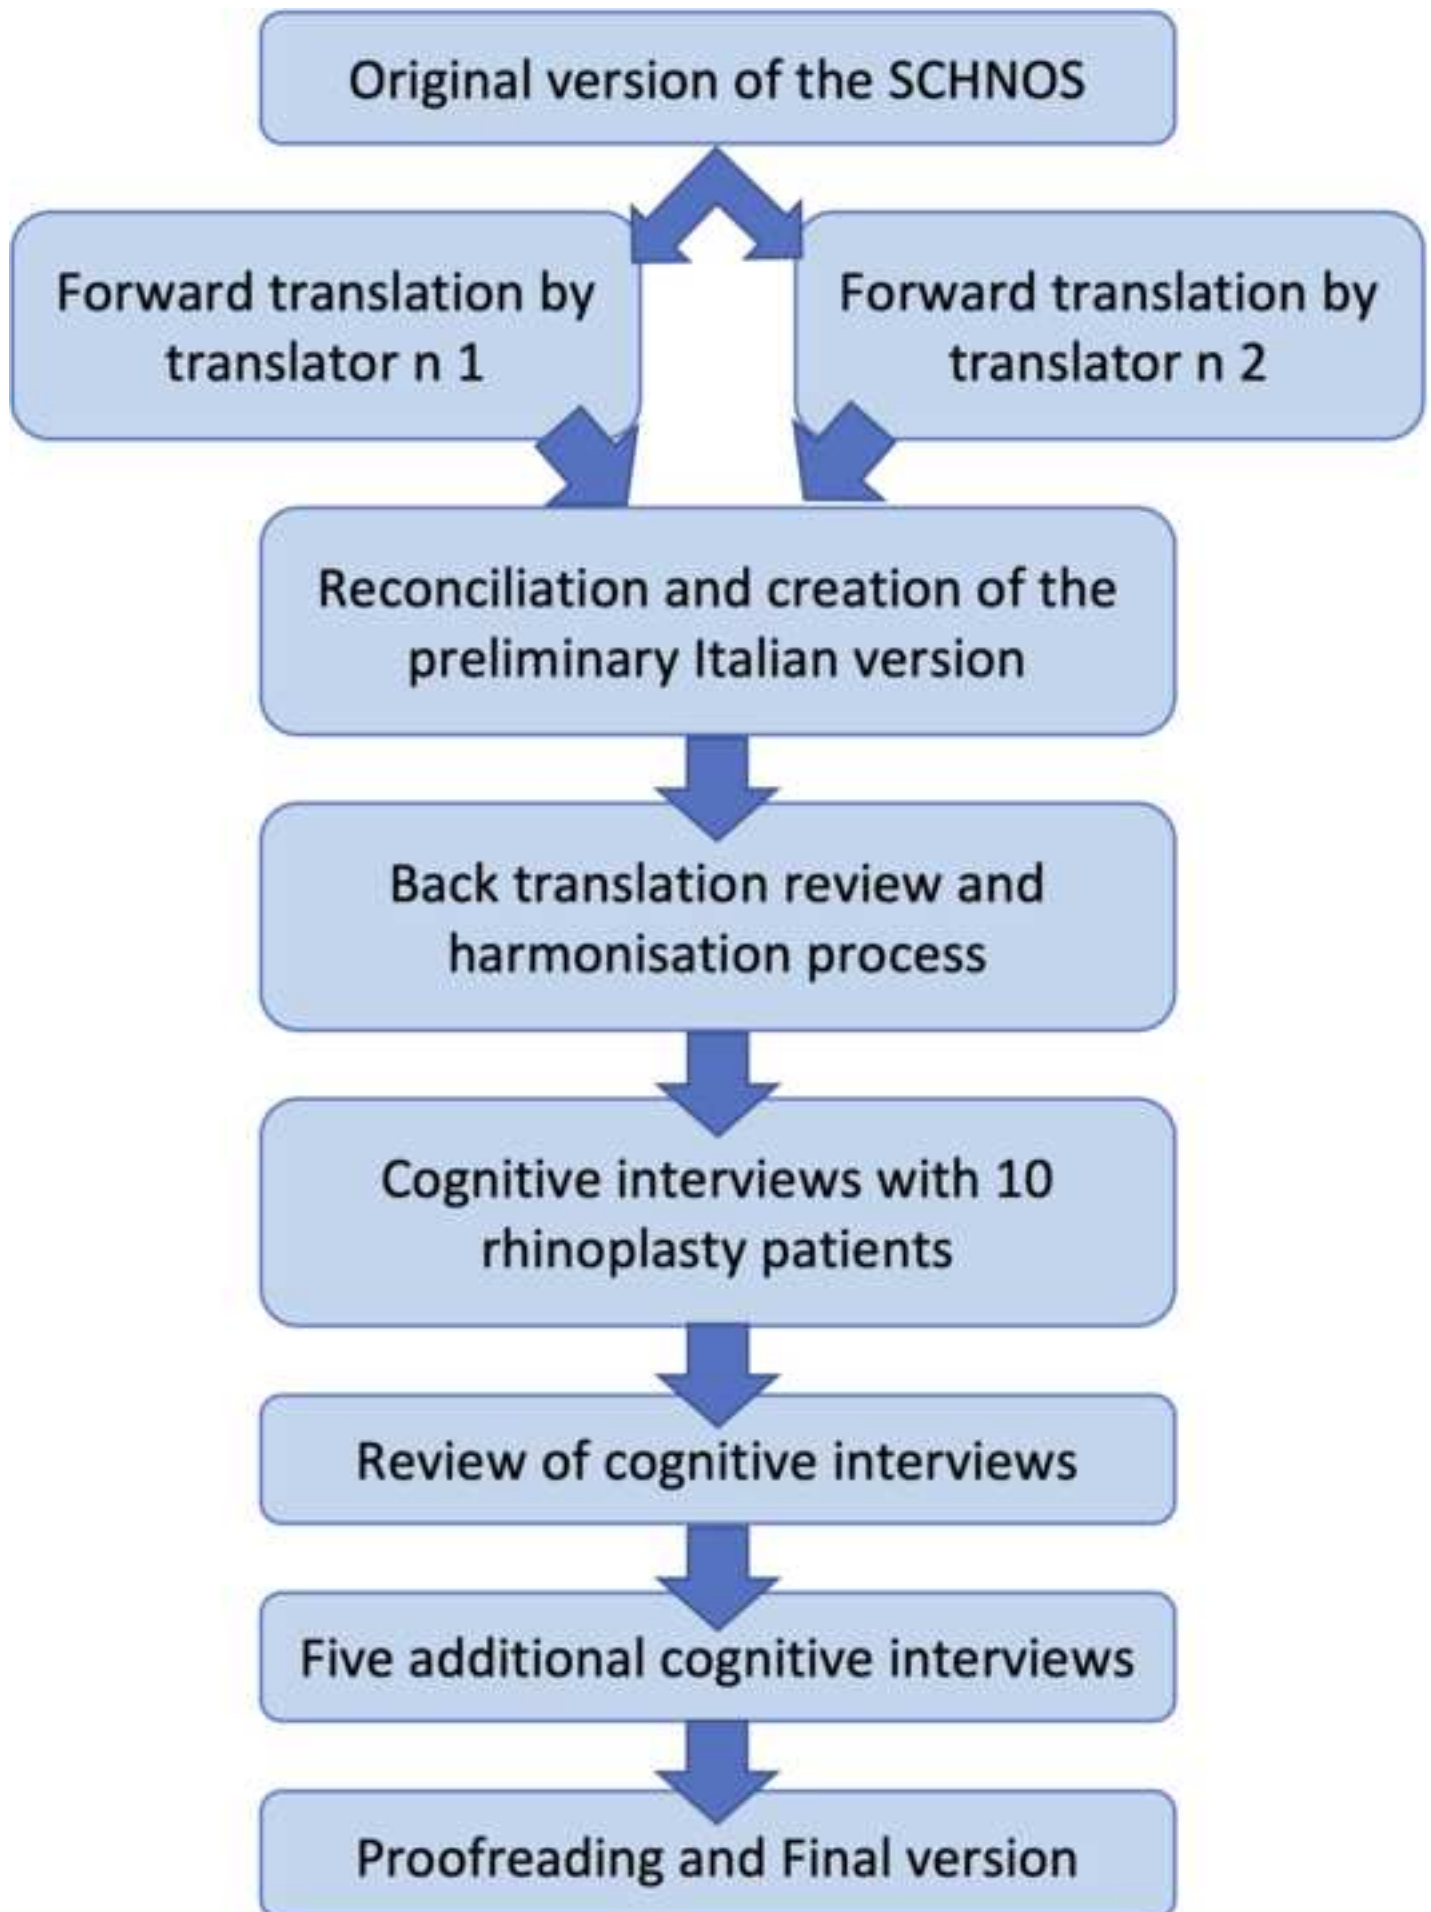 Original version of the SCHNOS
Forward translation by
translator n 1
Forward translation by
translator n 2
Reconciliation and creation of the
preliminary Italian version
Back translation review and
harmonisation process
Cognitive interviews with 10
rhinoplasty patients
Review of cognitive interviews
Five additional cognitive interviews
Proofreading and Final version